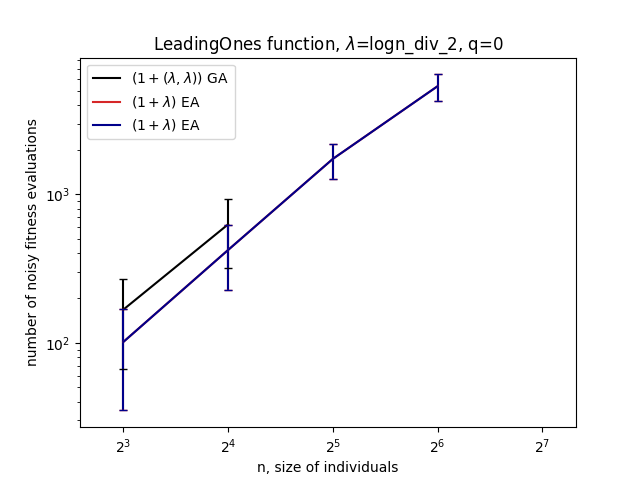 LeadingOnes function, λ=logn_div_2, q=0
(1 + (λ, λ)) GA
(1 + λ) EA
(1 + λ) EA
number of noisy fitness evaluations
10³
10²
2³ 2⁴ 2⁵ 2⁶ 2⁷
n, size of individuals